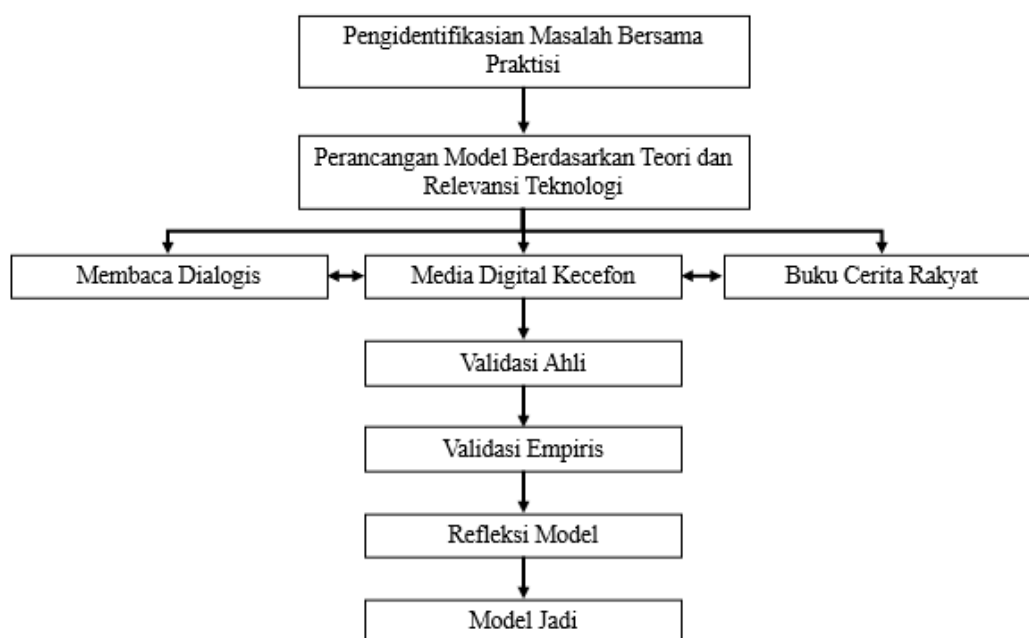 Pengidentifikasian Masalah Bersama
Praktisi
Perancangan Model Berdasarkan Teori dan
Relevansi Teknologi
Membaca Dialogis
Media Digital Kecefon
Buku Cerita Rakyat
Validasi Ahli
Validasi Empiris
Refleksi Model
Model Jadi